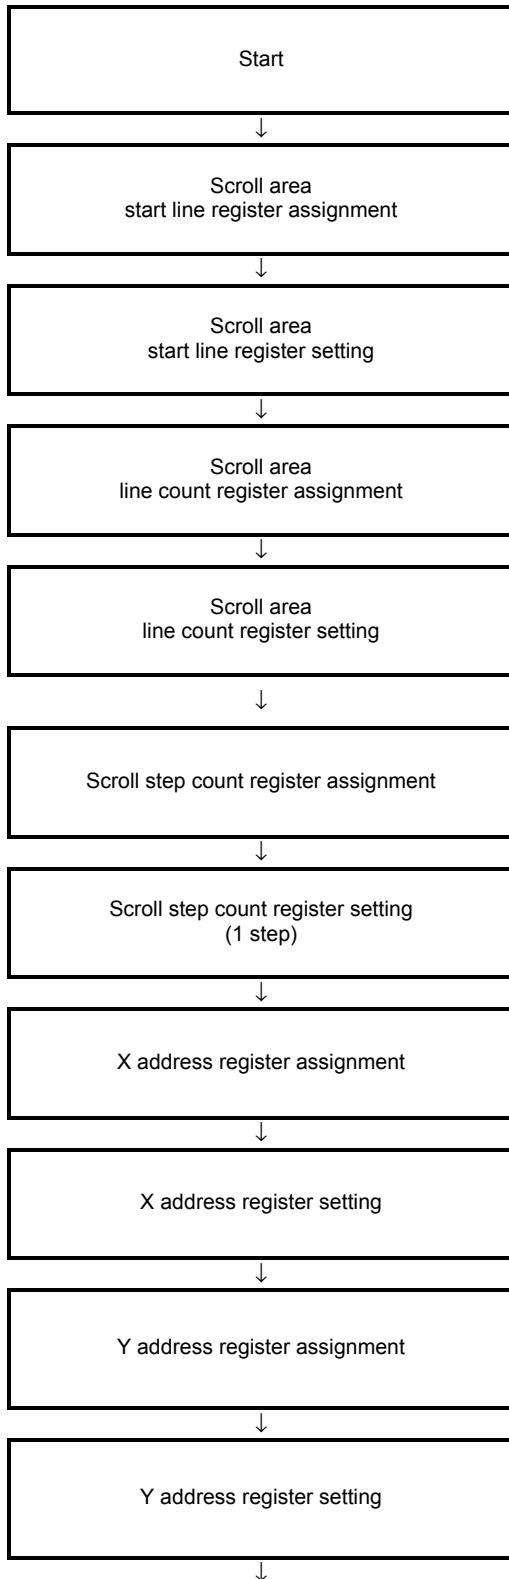 Start
↓
Scroll area
start line register assignment
↓
Scroll area
start line register setting
↓
Scroll area
line count register assignment
↓
Scroll area
line count register setting
↓
Scroll step count register assignment
↓
Scroll step count register setting
(1 step)
↓
X address register assignment
↓
X address register setting
↓
Y address register assignment
↓
Y address register setting
↓